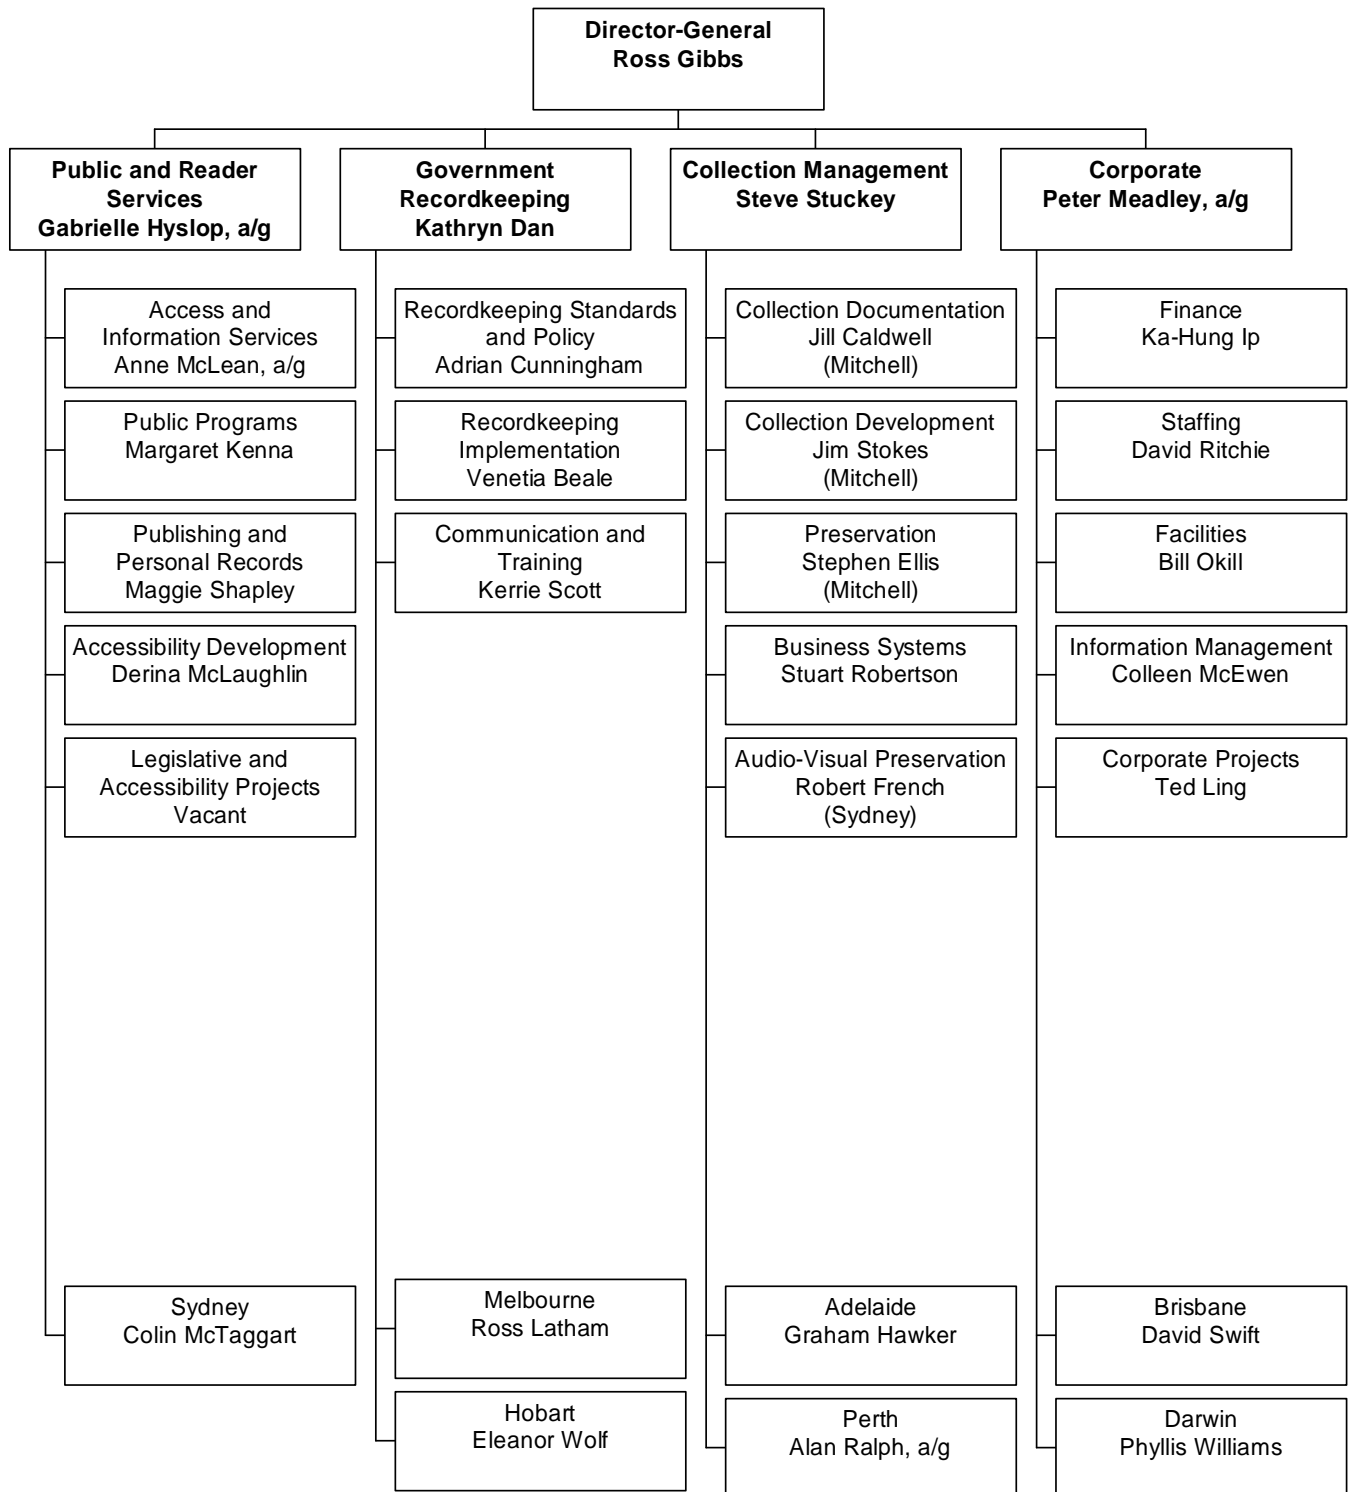 Director-General
Ross Gibbs
Public and Reader
Services
Gabrielle Hyslop, a/g
Government
Recordkeeping
Kathryn Dan
Collection Management
Steve Stuckey
Corporate
Peter Meadley, a/g
Access and
Information Services
Anne McLean, a/g
Public Programs
Margaret Kenna
Publishing and
Personal Records
Maggie Shapley
Accessibility Development
Derina McLaughlin
Legislative and
Accessibility Projects
Vacant
Sydney
Colin McTaggart
Recordkeeping Standards
and Policy
Adrian Cunningham
Recordkeeping
Implementation
Venetia Beale
Communication and
Training
Kerrie Scott
Melbourne
Ross Latham
Hobart
Eleanor Wolf
Collection Documentation
Jill Caldwell
(Mitchell)
Collection Development
Jim Stokes
(Mitchell)
Preservation
Stephen Ellis
(Mitchell)
Business Systems
Stuart Robertson
Audio-Visual Preservation
Robert French
(Sydney)
Adelaide
Graham Hawker
Perth
Alan Ralph, a/g
Finance
Ka-Hung Ip
Staffing
David Ritchie
Facilities
Bill Okill
Information Management
Colleen McEwen
Corporate Projects
Ted Ling
Brisbane
David Swift
Darwin
Phyllis Williams